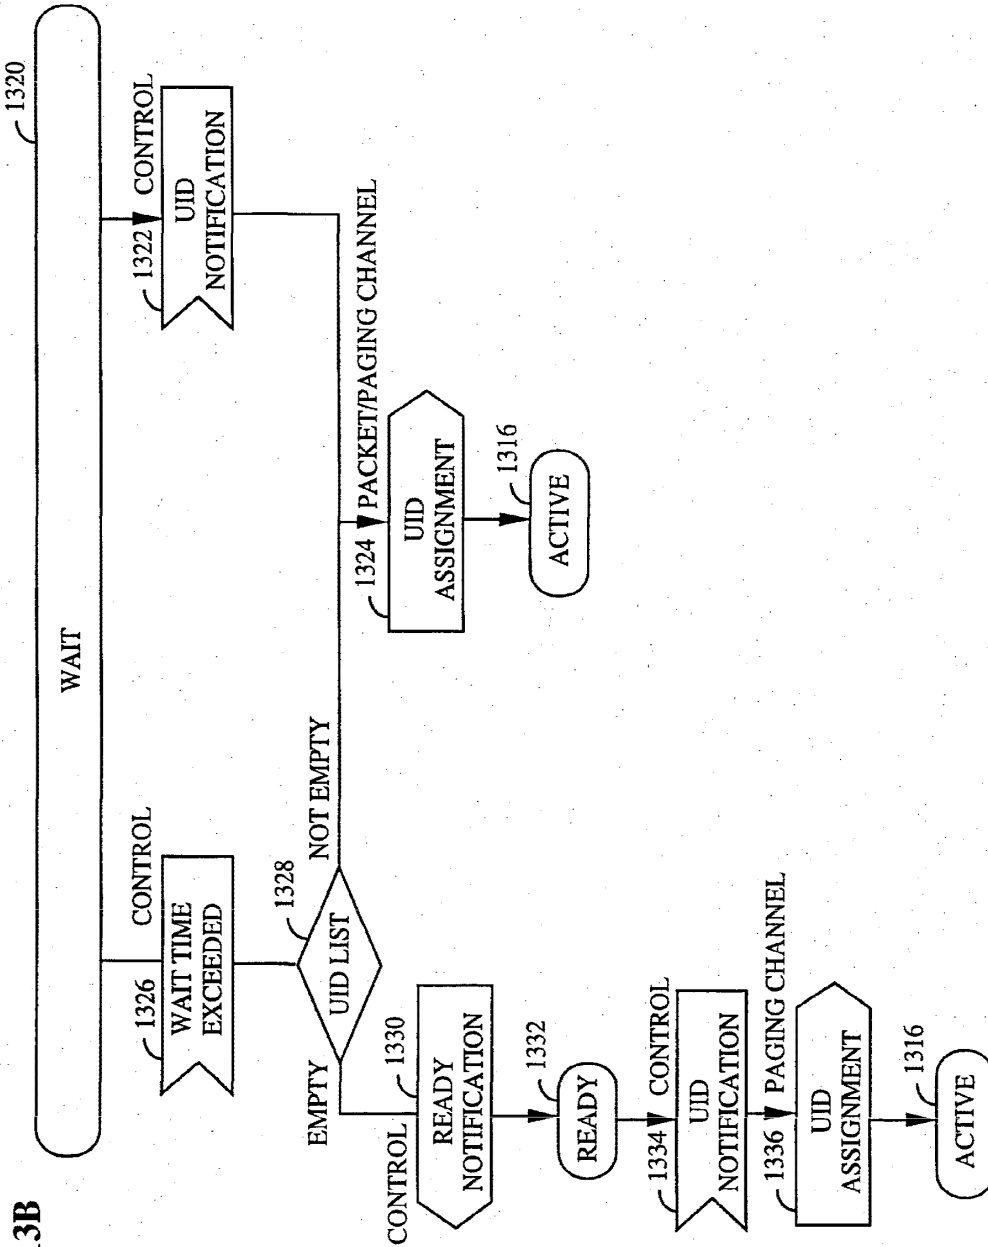 13B
1320
WAIT
1326
CONTROL
WAIT TIME
EXCEEDED
1322
CONTROL
UID
NOTIFICATION
1328
UID LIST
EMPTY
NOT EMPTY
1324
PACKET/PAGING CHANNEL
UID
ASSIGNMENT
1316
ACTIVE
CONTROL
1330
READY
NOTIFICATION
1332
READY
1334
CONTROL
UID
NOTIFICATION
1336
PAGING CHANNEL
UID
ASSIGNMENT
1316
ACTIVE